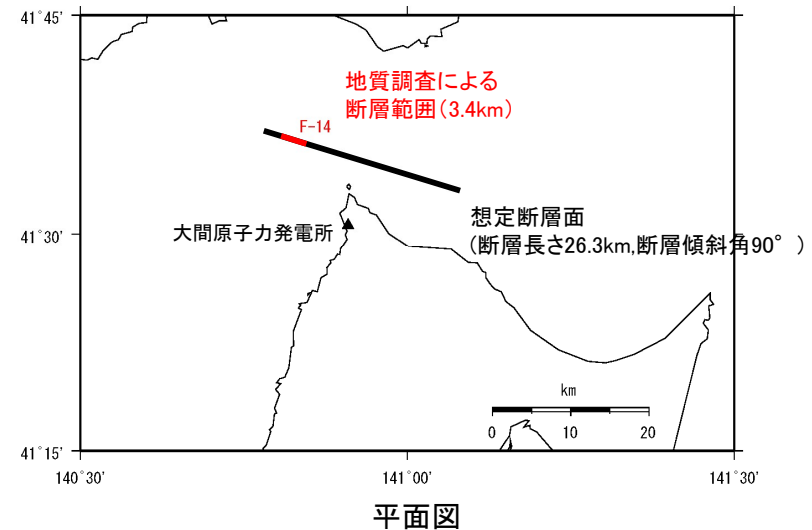 41°45'
地質調査による
断層範囲(3.4km)
F-14
想定断層面
(断層長さ26.3km,断層傾斜角90°)
大間原子力発電所
41°30'
km
0 10 20
41°15'
140°30'
141°00'
141°30'
平面図